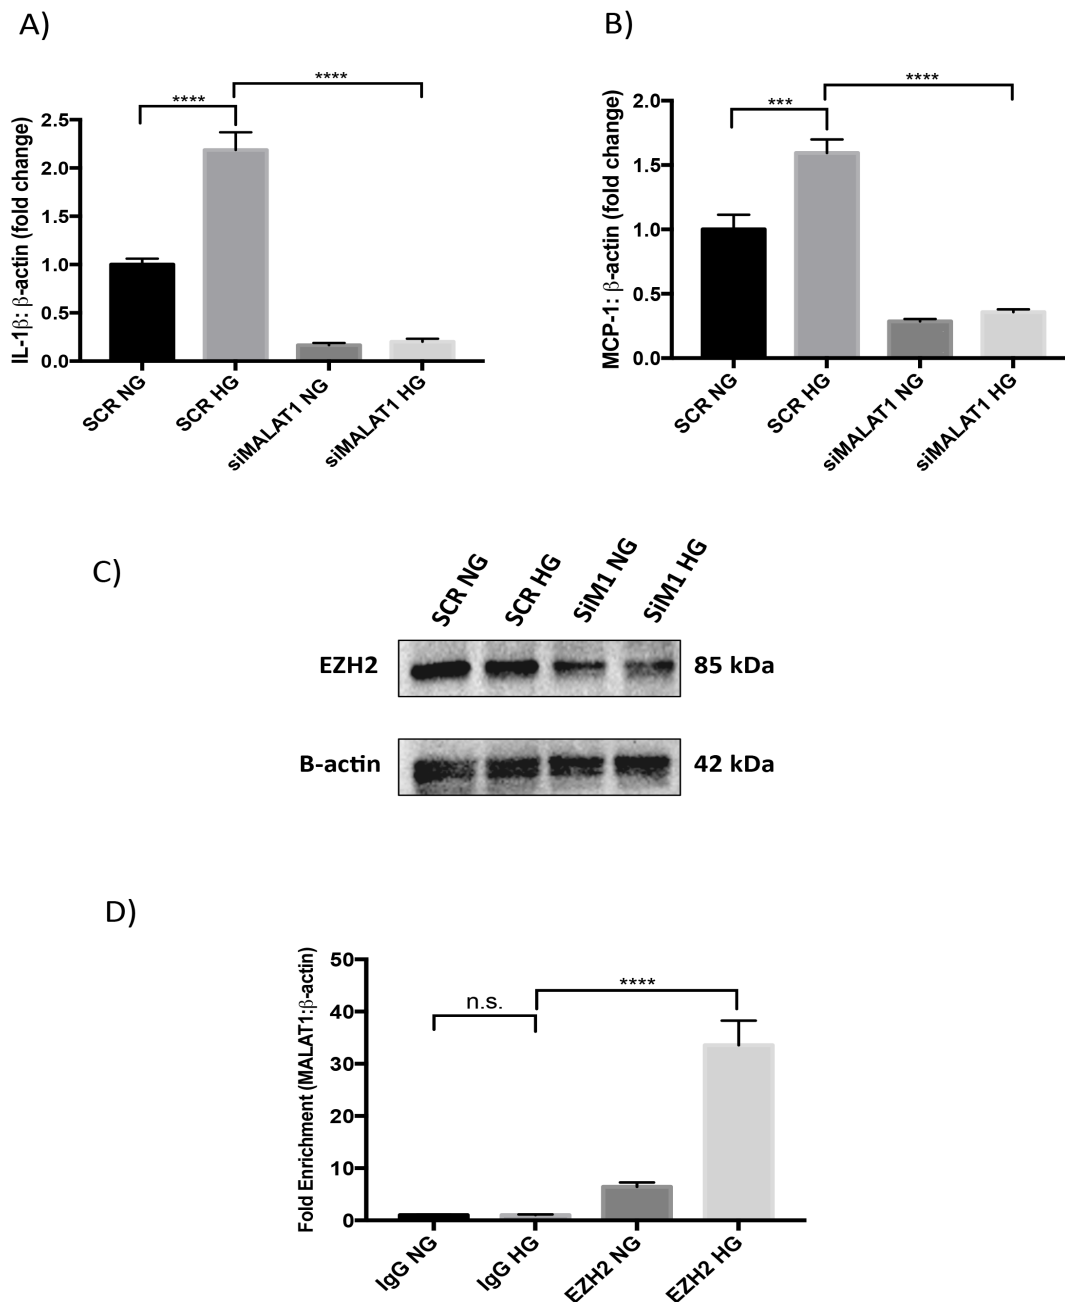 A)
IL-1β: β-actin (fold change)
2.5
2.0
1.5
1.0
0.5
0.0
****
****
SCR NG
SCR HG
siMALAT1 NG
siMALAT1 HG
B)
MCP-1: β-actin (fold change)
2.0
1.5
1.0
0.5
0.0
***
****
SCR NG
SCR HG
siMALAT1 NG
siMALAT1 HG
C)
SCR NG
SCR HG
SiM1 NG
SiM1 HG
EZH2
85 kDa
B-actin
42 kDa
D)
Fold Enrichment (MALAT1:β-actin)
50
40
30
20
10
0
n.s.
****
IgG NG
IgG HG
EZH2 NG
EZH2 HG